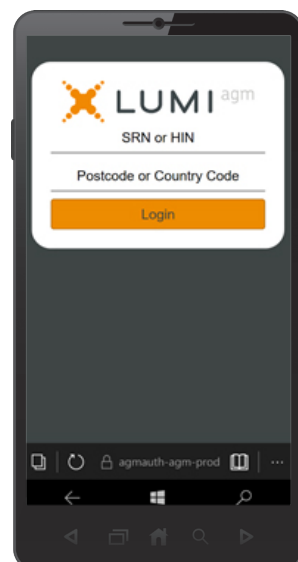 LUMI agm
SRN or HIN
Postcode or Country Code
Login
agmauth-agm-prod